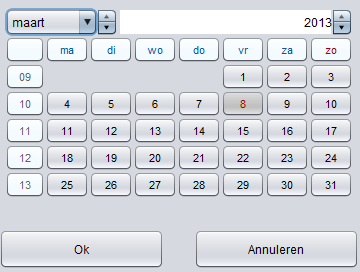 maart 2013
ma di wo do vr za zo
09 1 2 3
10 4 5 6 7 8 9 10
11 11 12 13 14 15 16 17
12 18 19 20 21 22 23 24
13 25 26 27 28 29 30 31
Ok Annuleren